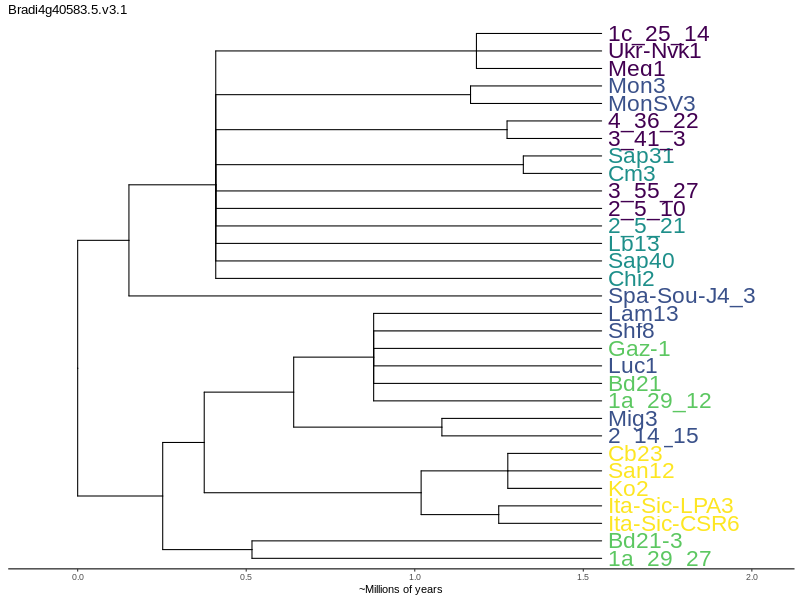 Bradi4g40583.5.v3.1
1c_25_14
Ukr-Nvk1
Meg1
Mon3
MonSV3
4_36_22
3_41_3
Sap31
Cm3
3_55_27
2_5_10
2_5_21
Lb13
Sap40
Chi2
Spa-Sou-J4_3
Lam13
Shf8
Gaz-1
Luc1
Bd21
1a_29_12
Mig3
2_14_15
Cb23
San12
Ko2
Ita-Sic-LPA3
Ita-Sic-CSR6
Bd21-3
1a_29_27
0.0 0.5 1.0 1.5 2.0
~Millions of years